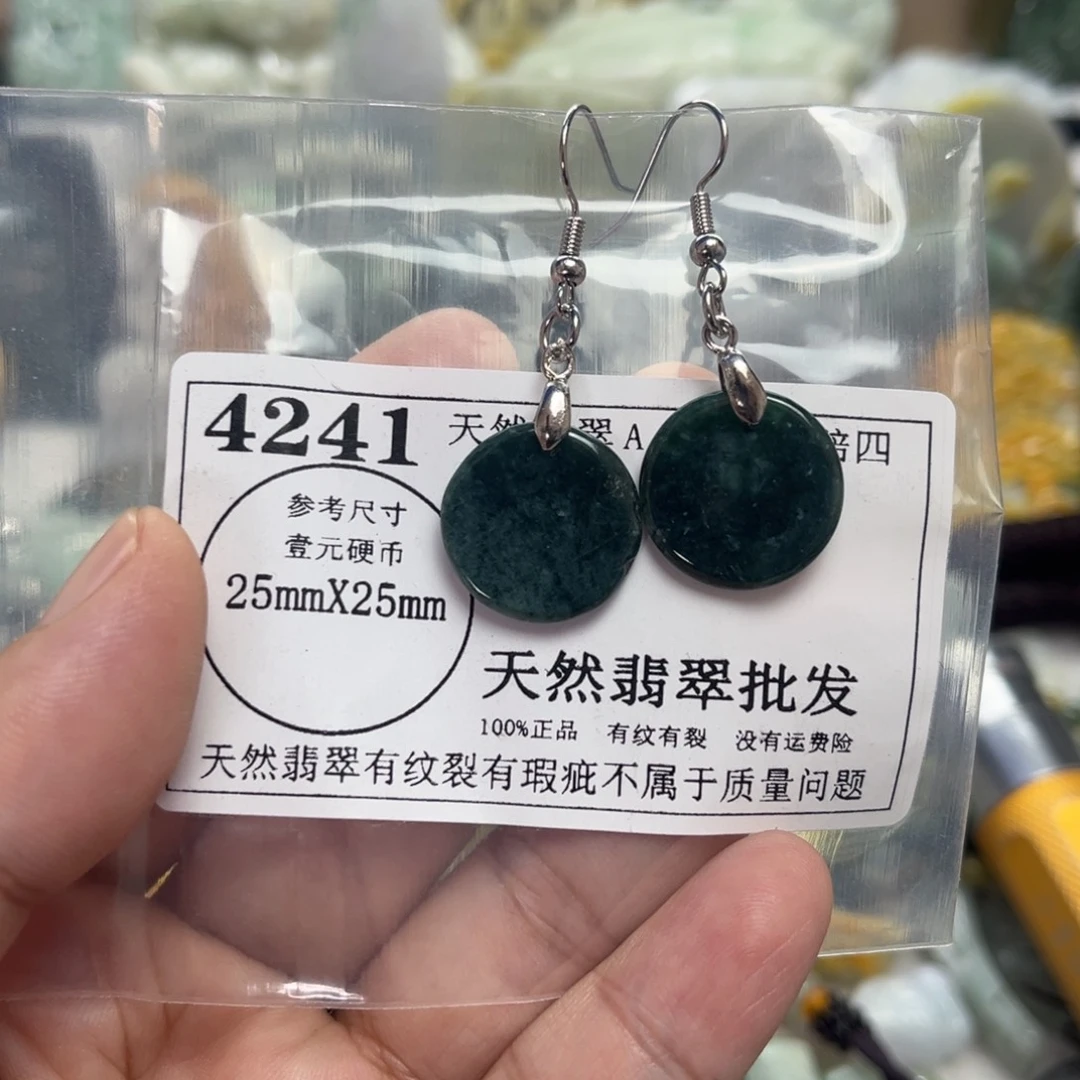 4241
天然 翠A 赔四
参考尺寸
壹元硬币
25mmX25mm
天然翡翠批发
100%正品 有纹有裂 没有运费险
天然翡翠有纹裂有瑕疵不属于质量问题